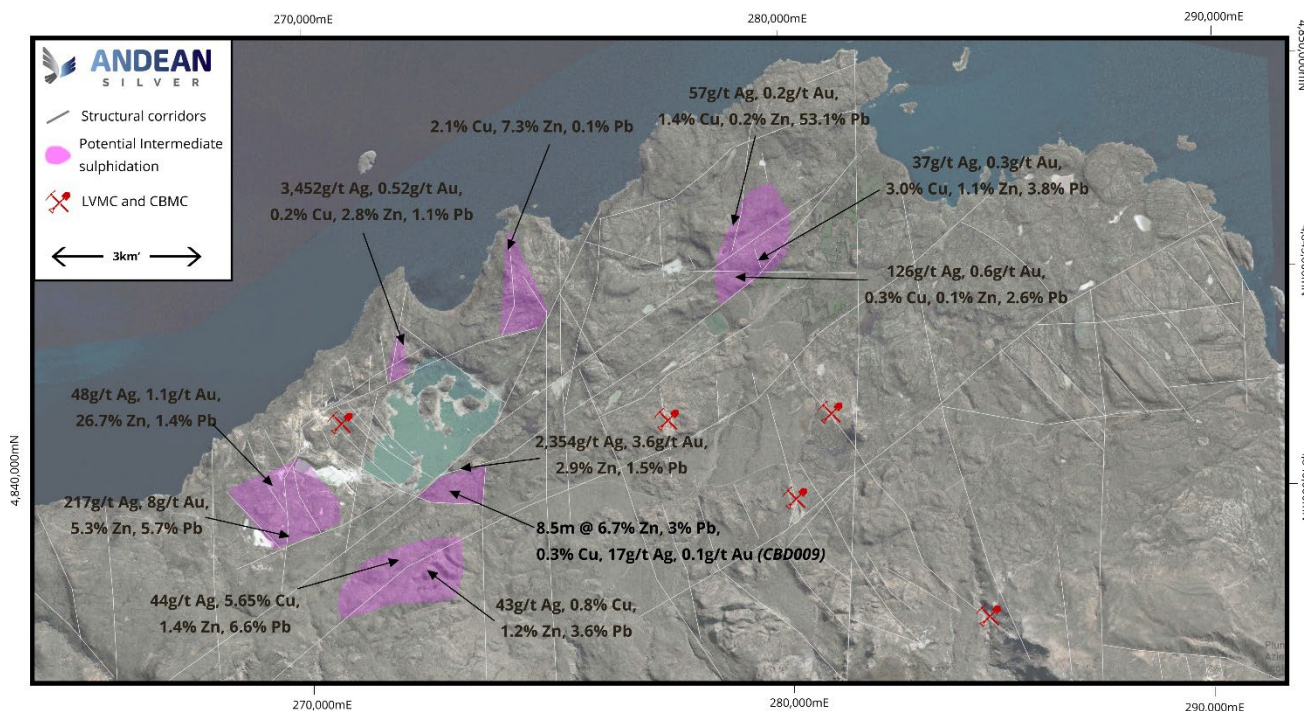 270,000mE
280,000mE
290,000mE
ANDEAN
SILVER
Structural corridors
Potential Intermediate
sulphidation
LVMC and CBMC
3km'
57g/t Ag, 0.2g/t Au,
1.4% Cu, 0.2% Zn, 53.1% Pb
2.1% Cu, 7.3% Zn, 0.1% Pb
37g/t Ag, 0.3g/t Au,
3.0% Cu, 1.1% Zn, 3.8% Pb
3,452g/t Ag, 0.52g/t Au,
0.2% Cu, 2.8% Zn, 1.1% Pb
126g/t Ag, 0.6g/t Au,
0.3% Cu, 0.1% Zn, 2.6% Pb
48g/t Ag, 1.1g/t Au,
26.7% Zn, 1.4% Pb
2,354g/t Ag, 3.6g/t Au,
2.9% Zn, 1.5% Pb
217g/t Ag, 8g/t Au,
5.3% Zn, 5.7% Pb
8.5m @ 6.7% Zn, 3% Pb,
0.3% Cu, 17g/t Ag, 0.1g/t Au (CBD009)
44g/t Ag, 5.65% Cu,
1.4% Zn, 6.6% Pb
43g/t Ag, 0.8% Cu,
1.2% Zn, 3.6% Pb
4,840,000mN
270,000mE
280,000mE
290,000mE